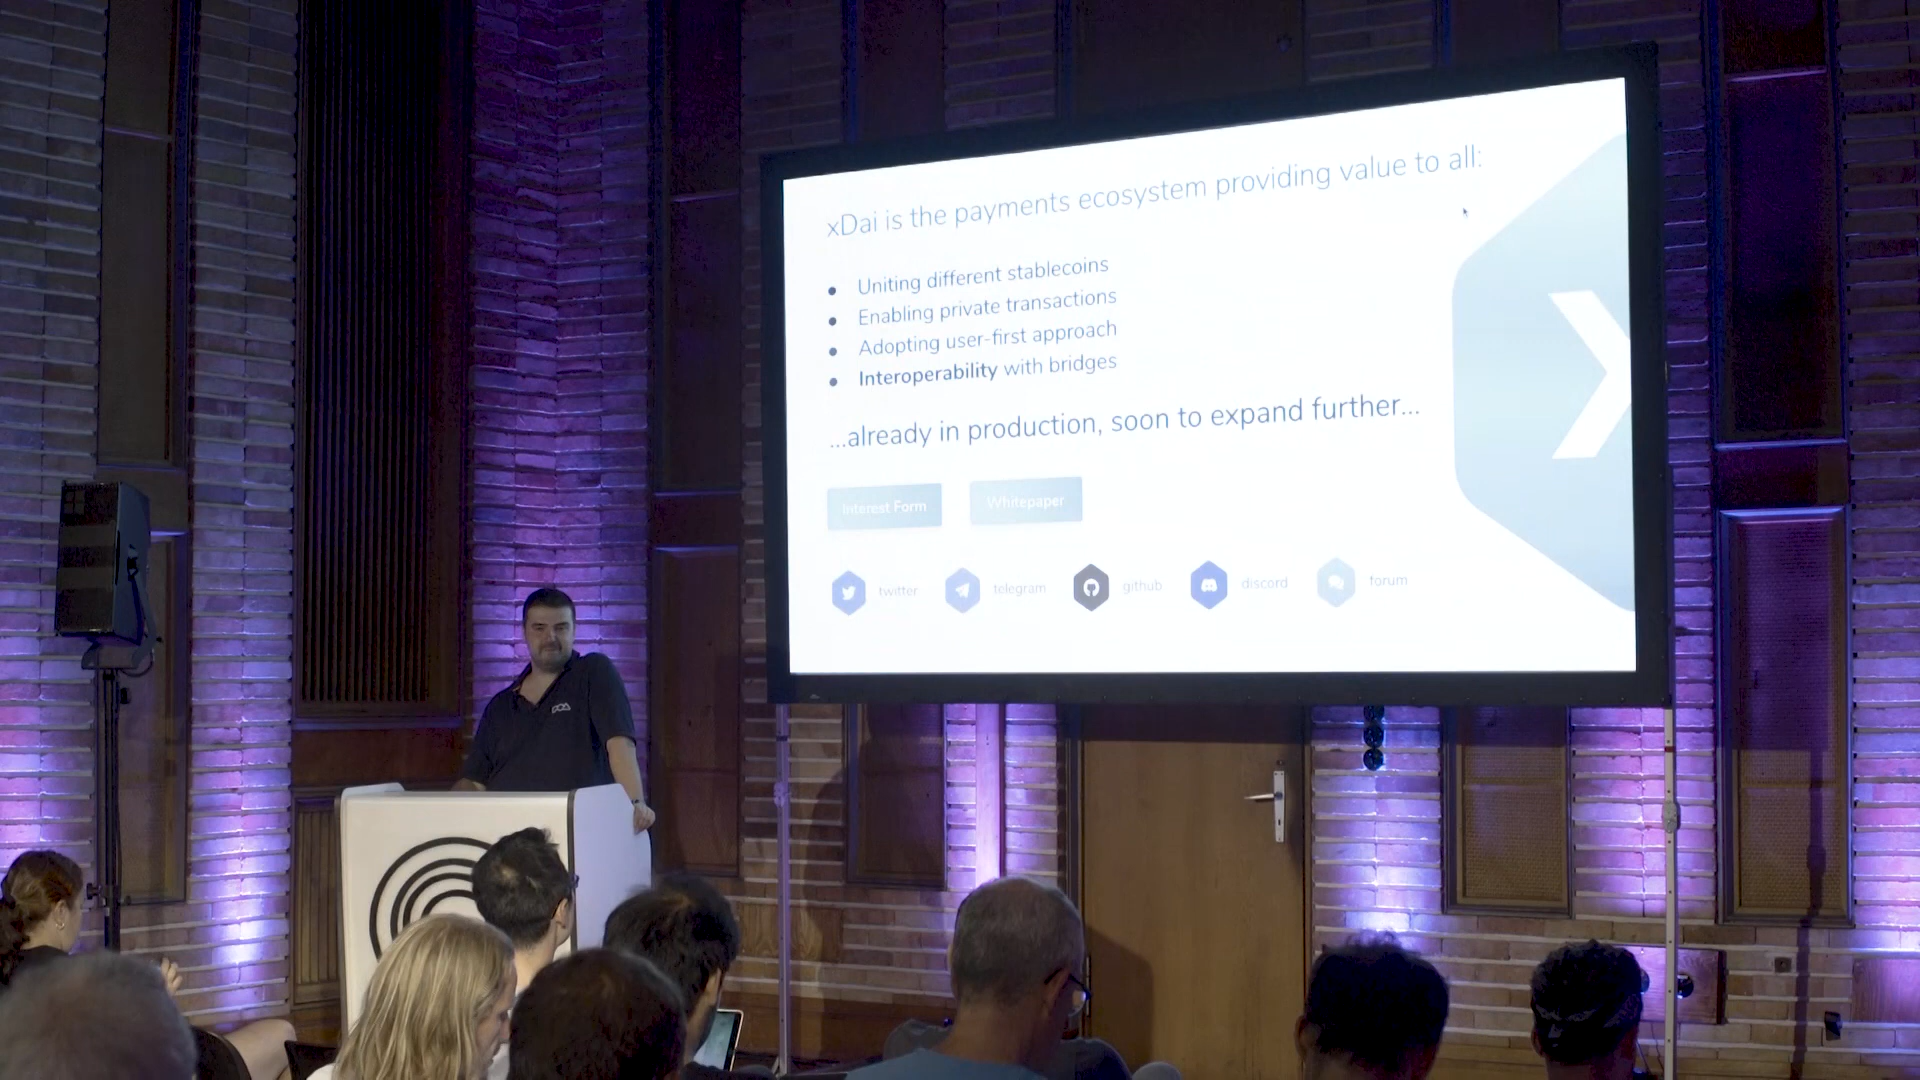 xDai is the payments ecosystem providing value to all:
● Uniting different stablecoins
● Enabling private transactions
● Adopting user-first approach
● Interoperability with bridges
...already in production, soon to expand further...
Interest Form Whitepaper
twitter telegram github discord forum
POA